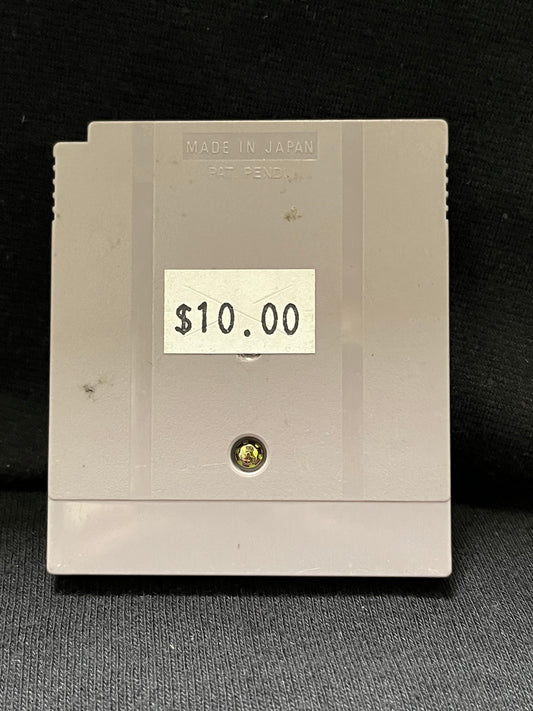 MADE IN JAPAN
PAT. PEND.
$10.00